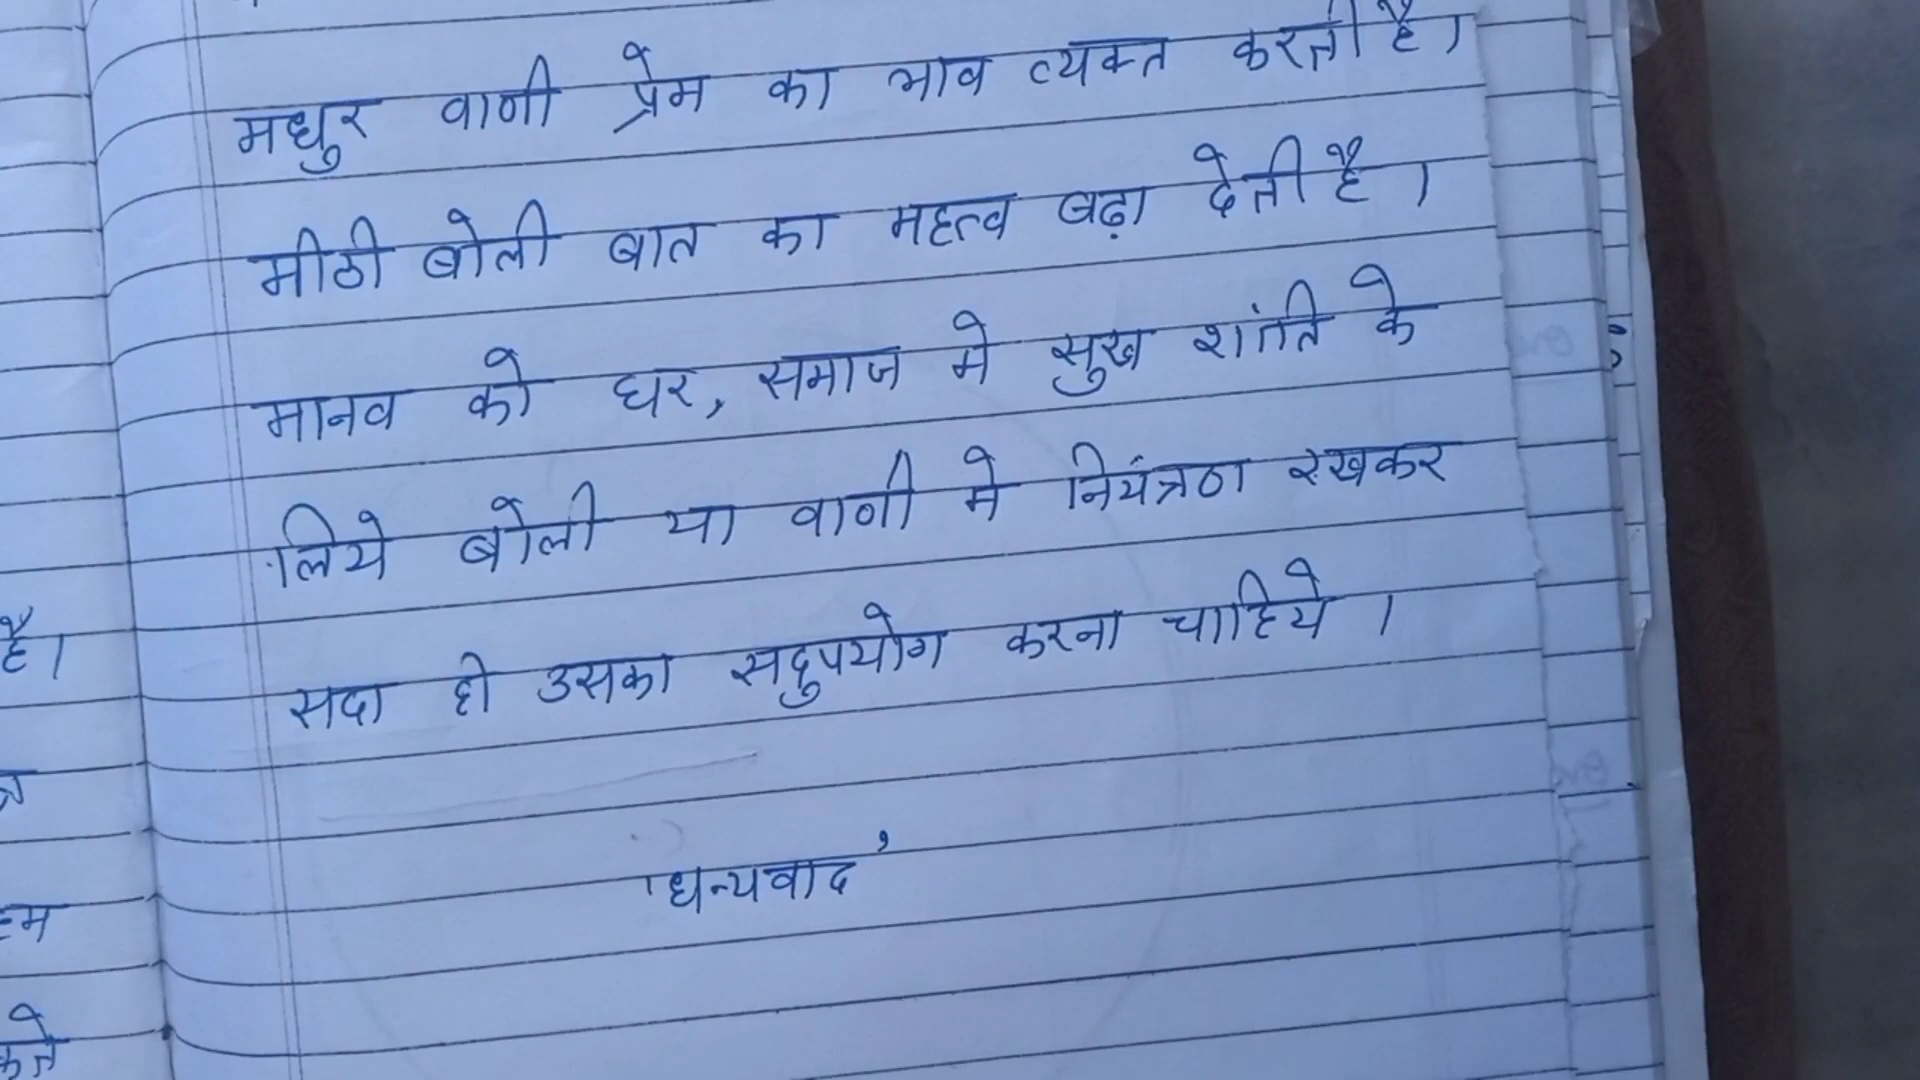 मधुर वाणी प्रेम का भाव व्यक्त करती है।
मीठी बोली बात का महत्व बढ़ा देती है।
मानव को घर, समाज मे सुख शांति के
लिये बोली या वाणी मे नियंत्रण रखकर
सदा ही उसका सदुपयोग करना चाहिये।
'धन्यवाद'
है।